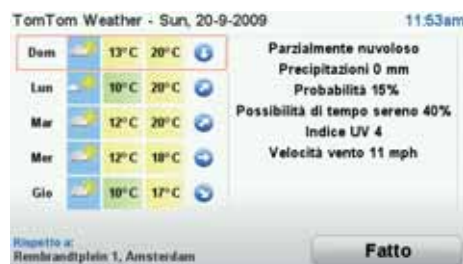 TomTom Weather - Sun, 20-9-2009 11:53am
Dom 13°C 20°C
Lun 10°C 20°C
Mar 12°C 20°C
Mer 12°C 18°C
Gio 10°C 17°C
Parzialmente nuvoloso
Precipitazioni 0 mm
Probabilità 15%
Possibilità di tempo sereno 40%
Indice UV 4
Velocità vento 11 mph
Rispetto a:
Rembrandtplein 1, Amsterdam
Fatto